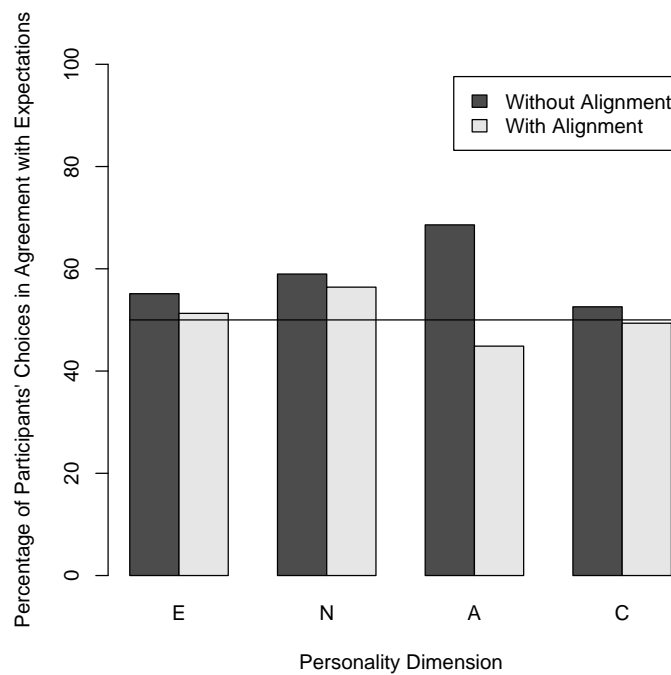 Percentage of Participants' Choices in Agreement with Expectations
100
80
60
40
20
0
Without Alignment
With Alignment
E N A C
Personality Dimension